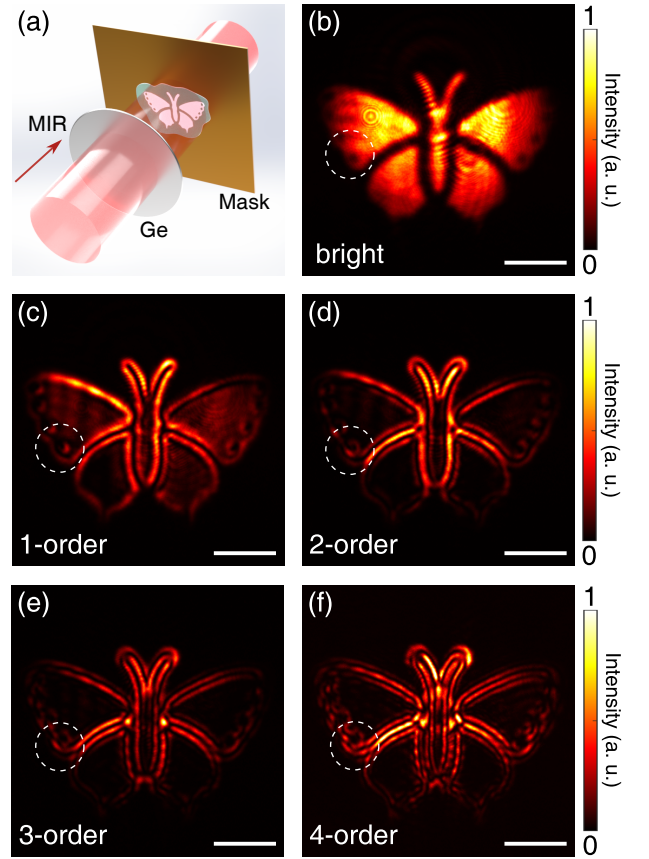 (a)
MIR
Ge
Mask
(b)
bright
1
Intensity (a. u.)
0
(c)
1-order
(d)
2-order
1
Intensity (a. u.)
0
(e)
3-order
(f)
4-order
1
Intensity (a. u.)
0